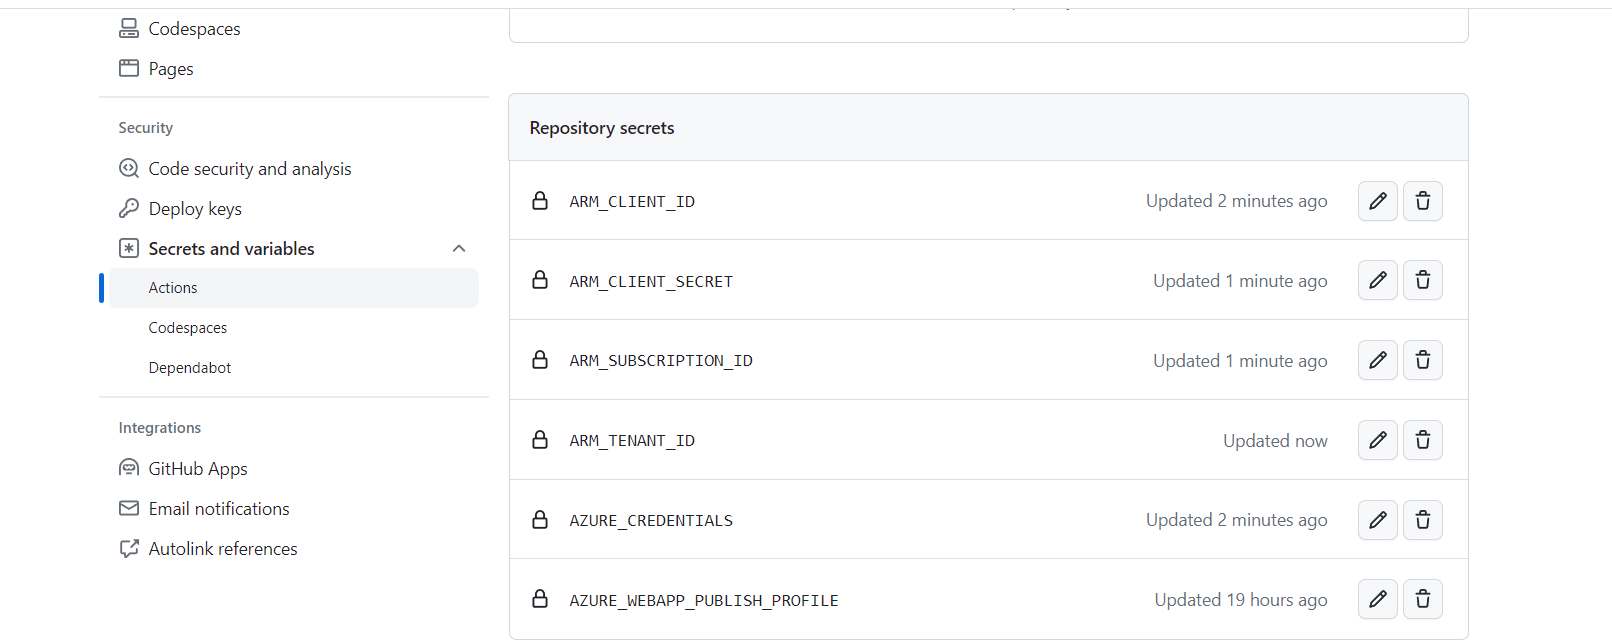 Codespaces
Pages
Security
Code security and analysis
Deploy keys
Secrets and variables
Actions
Codespaces
Dependabot
Integrations
GitHub Apps
Email notifications
Autolink references
Repository secrets
ARM_CLIENT_ID Updated 2 minutes ago
ARM_CLIENT_SECRET Updated 1 minute ago
ARM_SUBSCRIPTION_ID Updated 1 minute ago
ARM_TENANT_ID Updated now
AZURE_CREDENTIALS Updated 2 minutes ago
AZURE_WEBAPP_PUBLISH_PROFILE Updated 19 hours ago